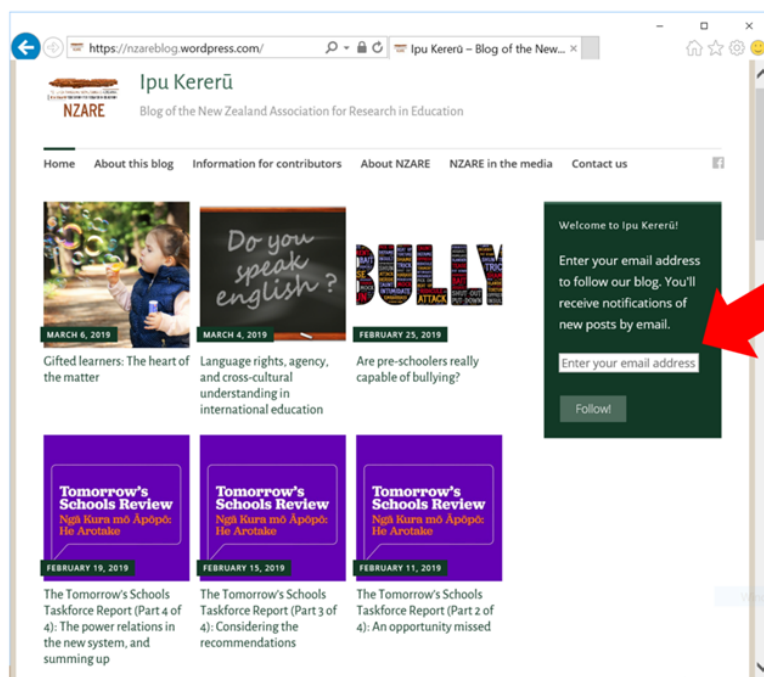 https://nzareblog.wordpress.com/
Ipu Kererū – Blog of the New...
NZARE
Ipu Kererū
Blog of the New Zealand Association for Research in Education
Home About this blog Information for contributors About NZARE NZARE in the media Contact us
Do you
speak
english ?
BULLY
ATTACK
MARCH 6, 2019
MARCH 4, 2019
FEBRUARY 25, 2019
Gifted learners: The heart of
the matter
Language rights, agency,
and cross-cultural
understanding in
international education
Are pre-schoolers really
capable of bullying?
Welcome to Ipu Kererū!
Enter your email address
to follow our blog. You'll
receive notifications of
new posts by email.
Enter your email address
Follow!
Tomorrow's
Schools Review
Ngā Kura mō Āpōpō:
He Arotake
FEBRUARY 19, 2019
The Tomorrow's Schools
Taskforce Report (Part 4 of
4): The power relations in
the new system, and
summing up
Tomorrow's
Schools Review
Ngā Kura mō Āpōpō:
He Arotake
FEBRUARY 15, 2019
The Tomorrow's Schools
Taskforce Report (Part 3 of
4): Considering the
recommendations
Tomorrow's
Schools Review
Ngā Kura mō Āpōpō:
He Arotake
FEBRUARY 11, 2019
The Tomorrow's Schools
Taskforce Report (Part 2 of
4): An opportunity missed